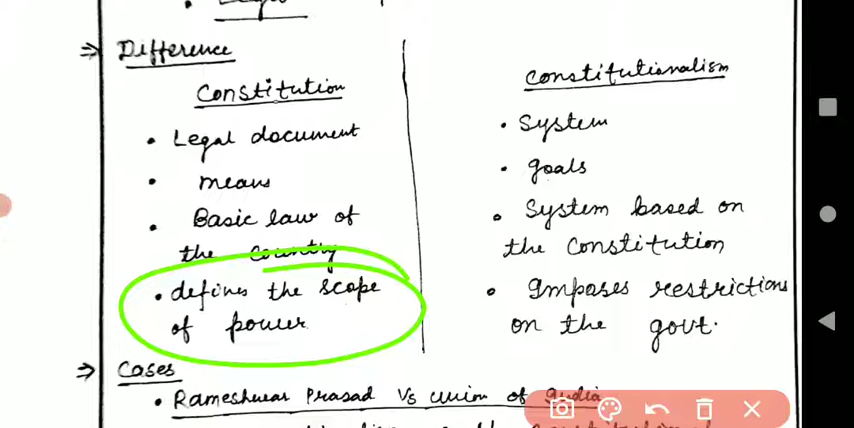 ⇒ Difference
Constitution
• Legal document
• means
• Basic law of
the country
• defines the scope
of power
Constitutionalism
• System
• goals
• System based on
the Constitution
• Imposes restrictions
on the govt.
⇒ Cases
• Rameshwar Prasad Vs Union of India